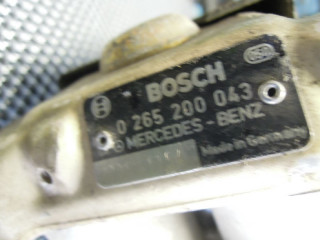 BOSCH
0 265 200 043
MERCEDES-BENZ
Made in Germany